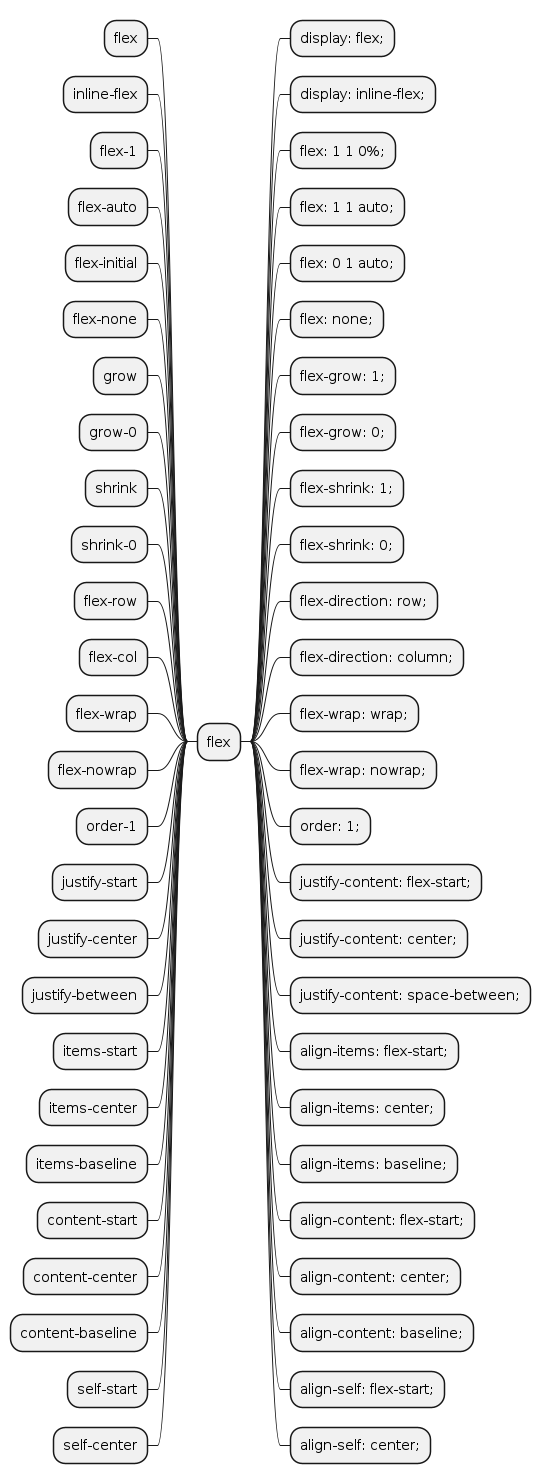 flex
display: flex;
inline-flex
display: inline-flex;
flex-1
flex: 1 1 0%;
flex-auto
flex: 1 1 auto;
flex-initial
flex: 0 1 auto;
flex-none
flex: none;
grow
flex-grow: 1;
grow-0
flex-grow: 0;
shrink
flex-shrink: 1;
shrink-0
flex-shrink: 0;
flex-row
flex-direction: row;
flex-col
flex-direction: column;
flex-wrap
flex-wrap: wrap;
flex
flex-nowrap
flex-wrap: nowrap;
order-1
order: 1;
justify-start
justify-content: flex-start;
justify-center
justify-content: center;
justify-between
justify-content: space-between;
items-start
align-items: flex-start;
items-center
align-items: center;
items-baseline
align-items: baseline;
content-start
align-content: flex-start;
content-center
align-content: center;
content-baseline
align-content: baseline;
self-start
align-self: flex-start;
self-center
align-self: center;